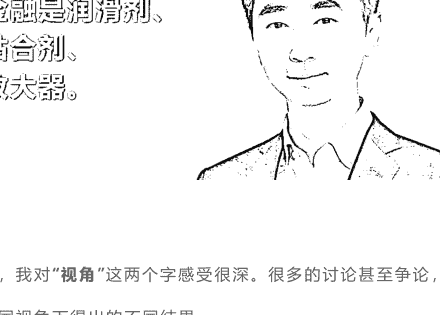 金融是润滑剂、
粘合剂、
放大器。
，我对“视角”这两个字感受很深。很多的讨论甚至争论，
同视角下得出的不同结果